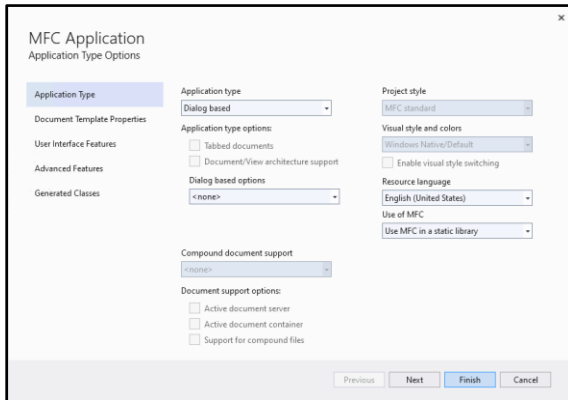 MFC Application
Application Type Options
Application Type
Document Template Properties
User Interface Features
Advanced Features
Generated Classes
Application type
Dialog based
Application type options:
Tabbed documents
Document/View architecture support
Dialog based options
<none>
Compound document support
<none>
Document support options:
Active document server
Active document container
Support for compound files
Project style
MFC standard
Visual style and colors
Windows Native/Default
Enable visual style switching
Resource language
English (United States)
Use of MFC
Use MFC in a static library
Previous Next Finish Cancel